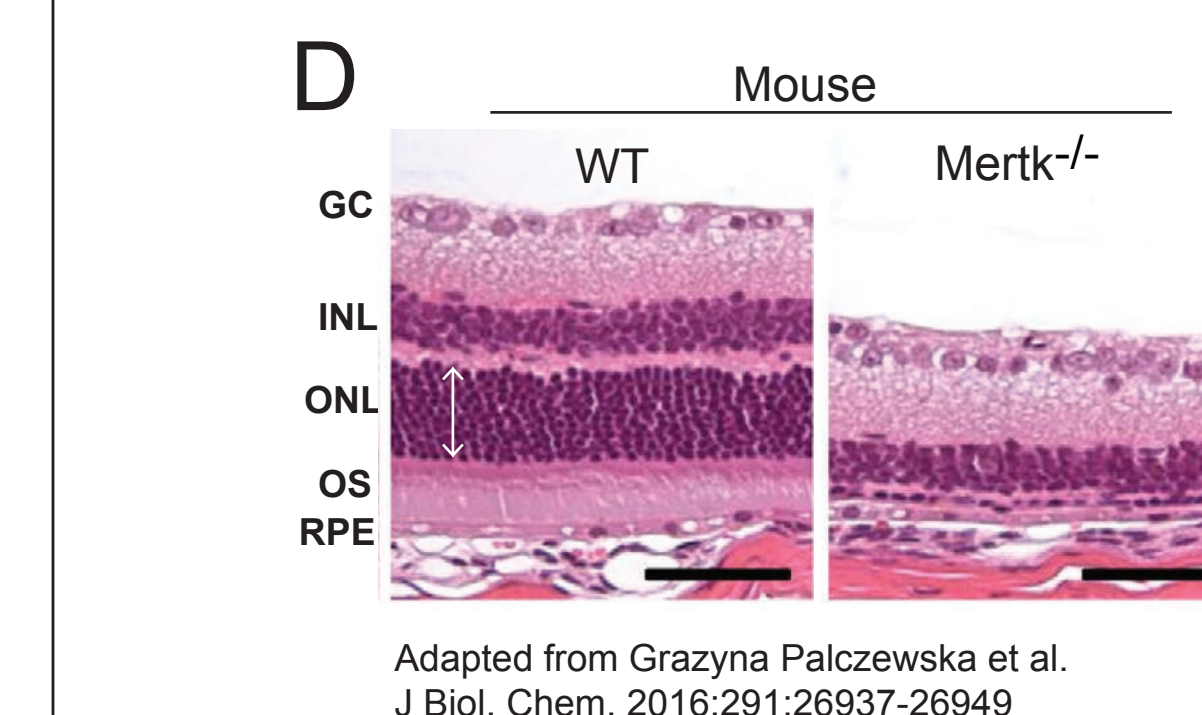 D
Mouse
WT
Mertk-/-
GC
INL
ONL
OS
RPE
Adapted from Grazyna Palczewska et al.
J Biol. Chem. 2016;291:26937-26949